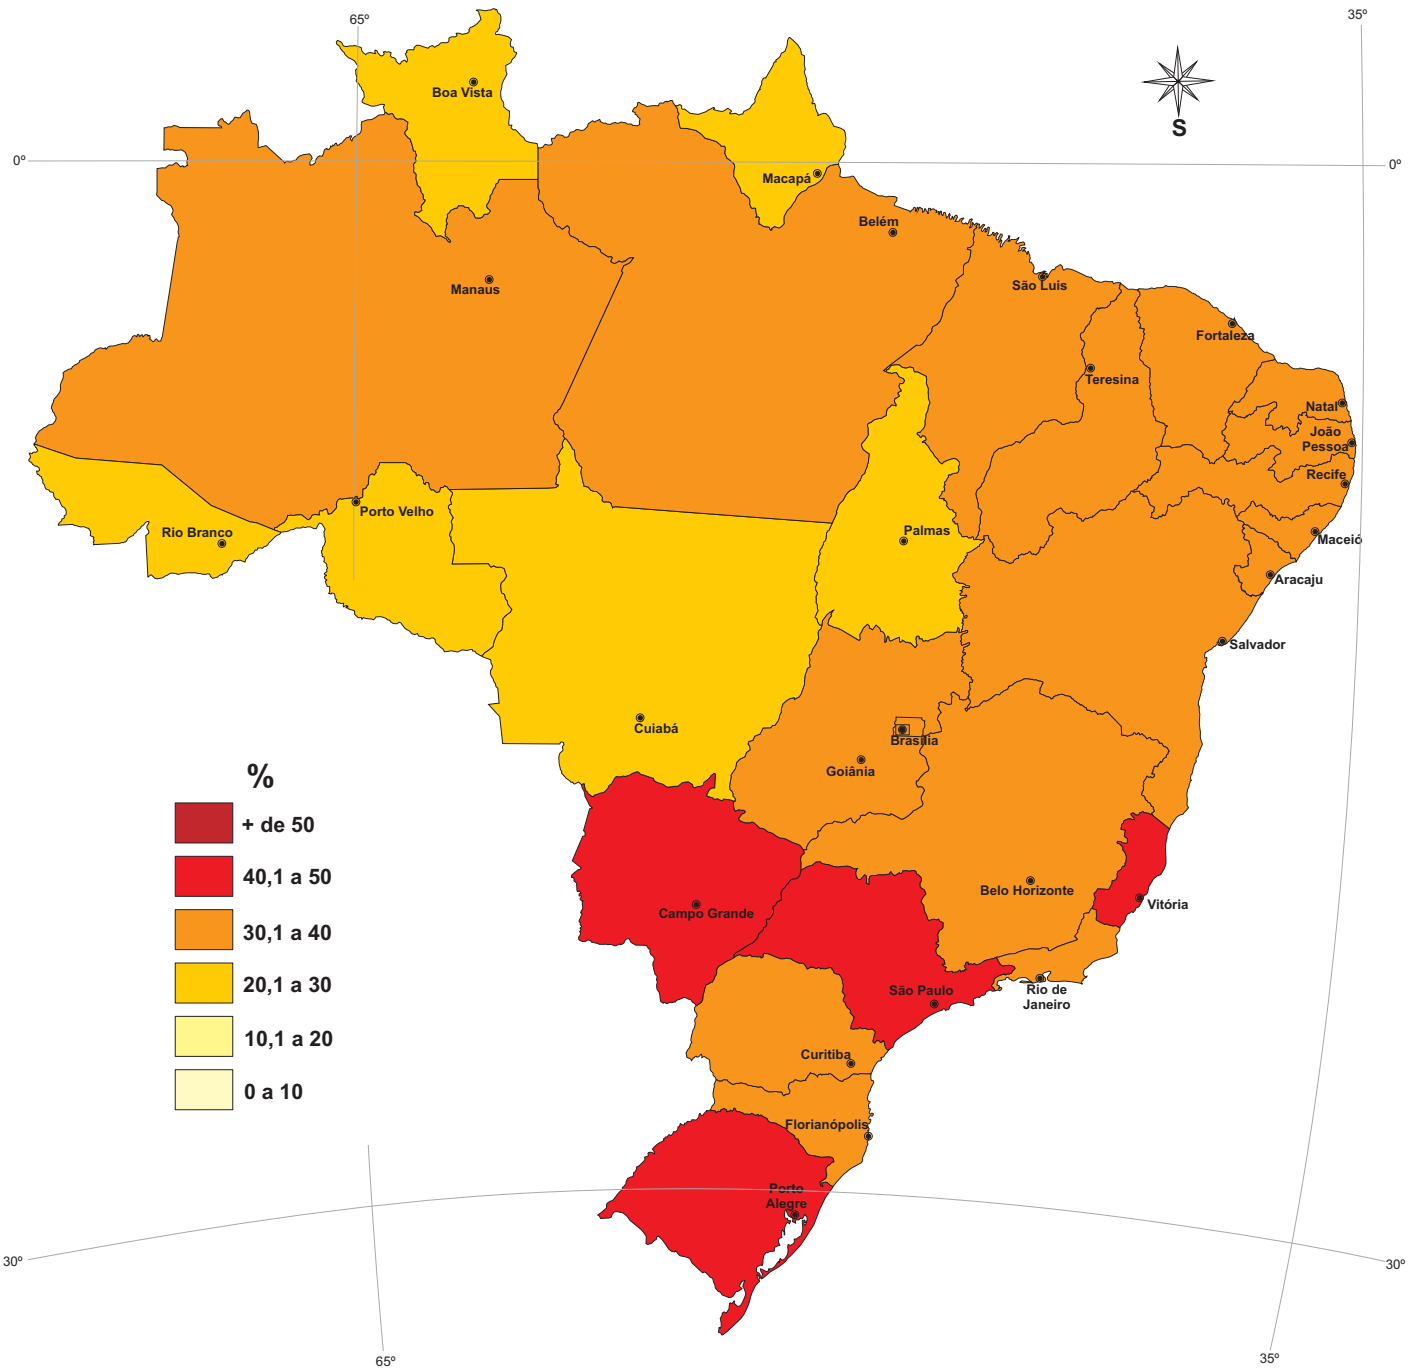 65º
35º
Boa Vista
S
0º
0º
Macapá
Belém
São Luis
Manaus
Fortaleza
Teresina
Natal
João
Pessoa
Recife
Porto Velho
Rio Branco
Palmas
Maceió
Aracaju
Salvador
Cuiabá
Brasília
Goiânia
%
+ de 50
40,1 a 50
30,1 a 40
20,1 a 30
10,1 a 20
0 a 10
Belo Horizonte
Vitória
Campo Grande
São Paulo
Rio de
Janeiro
Curitiba
Florianópolis
Porto
Alegre
30º
30º
65º
35º